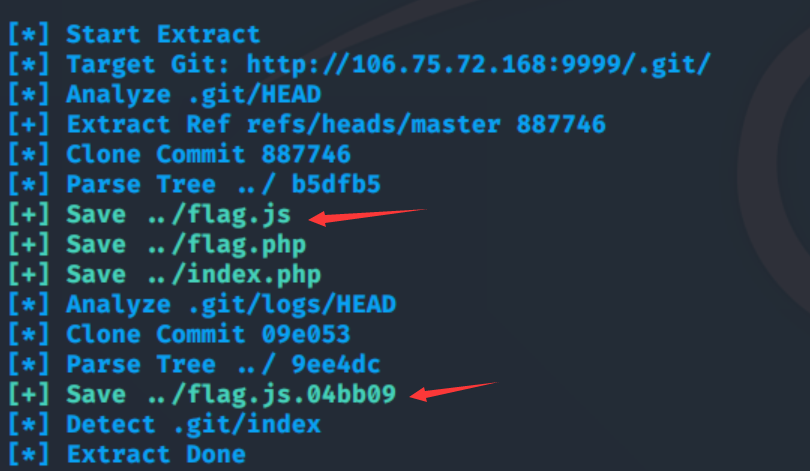 [*] Start Extract
[*] Target Git: http://106.75.72.168:9999/.git/
[*] Analyze .git/HEAD
[+] Extract Ref refs/heads/master 887746
[*] Clone Commit 887746
[*] Parse Tree ../ b5dfb5
[+] Save ../flag.js
[+] Save ../flag.php
[+] Save ../index.php
[*] Analyze .git/logs/HEAD
[*] Clone Commit 09e053
[*] Parse Tree ../ 9ee4dc
[+] Save ../flag.js.04bb09
[*] Detect .git/index
[*] Extract Done